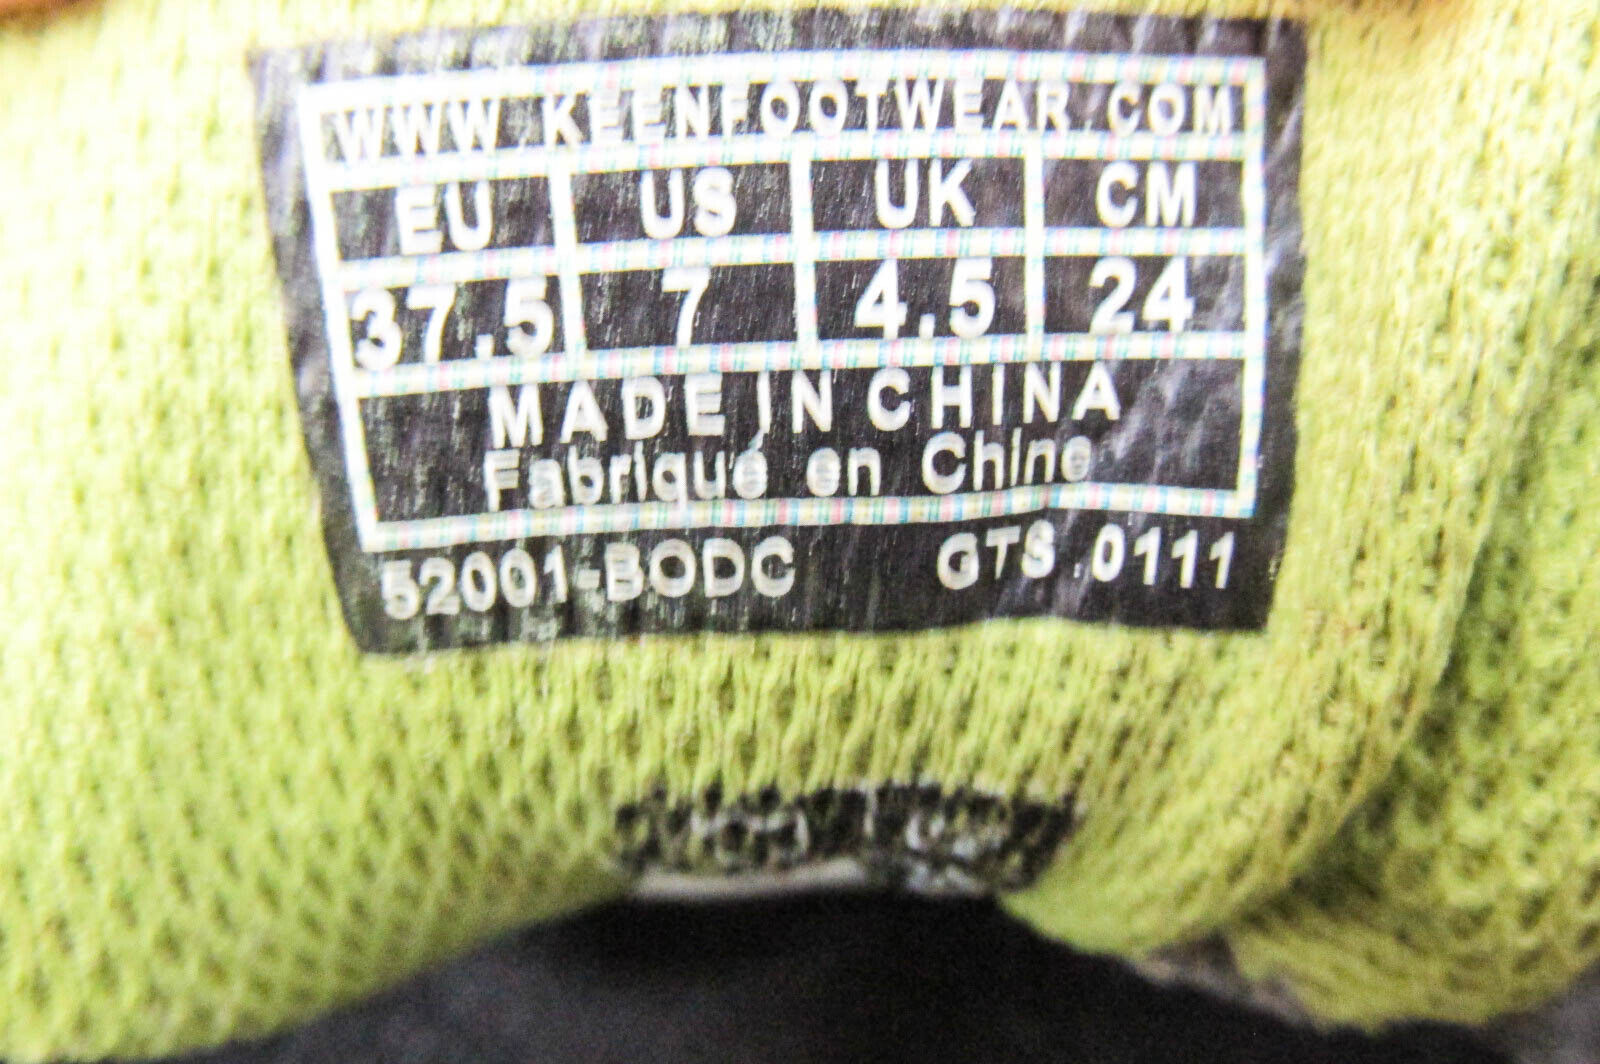 WWW.KEENFOOTWEAR.COM
EU US UK CM
37.5 7 4.5 24
MADE IN CHINA
Fabriqué en Chine
52001-BODC GTS.0111